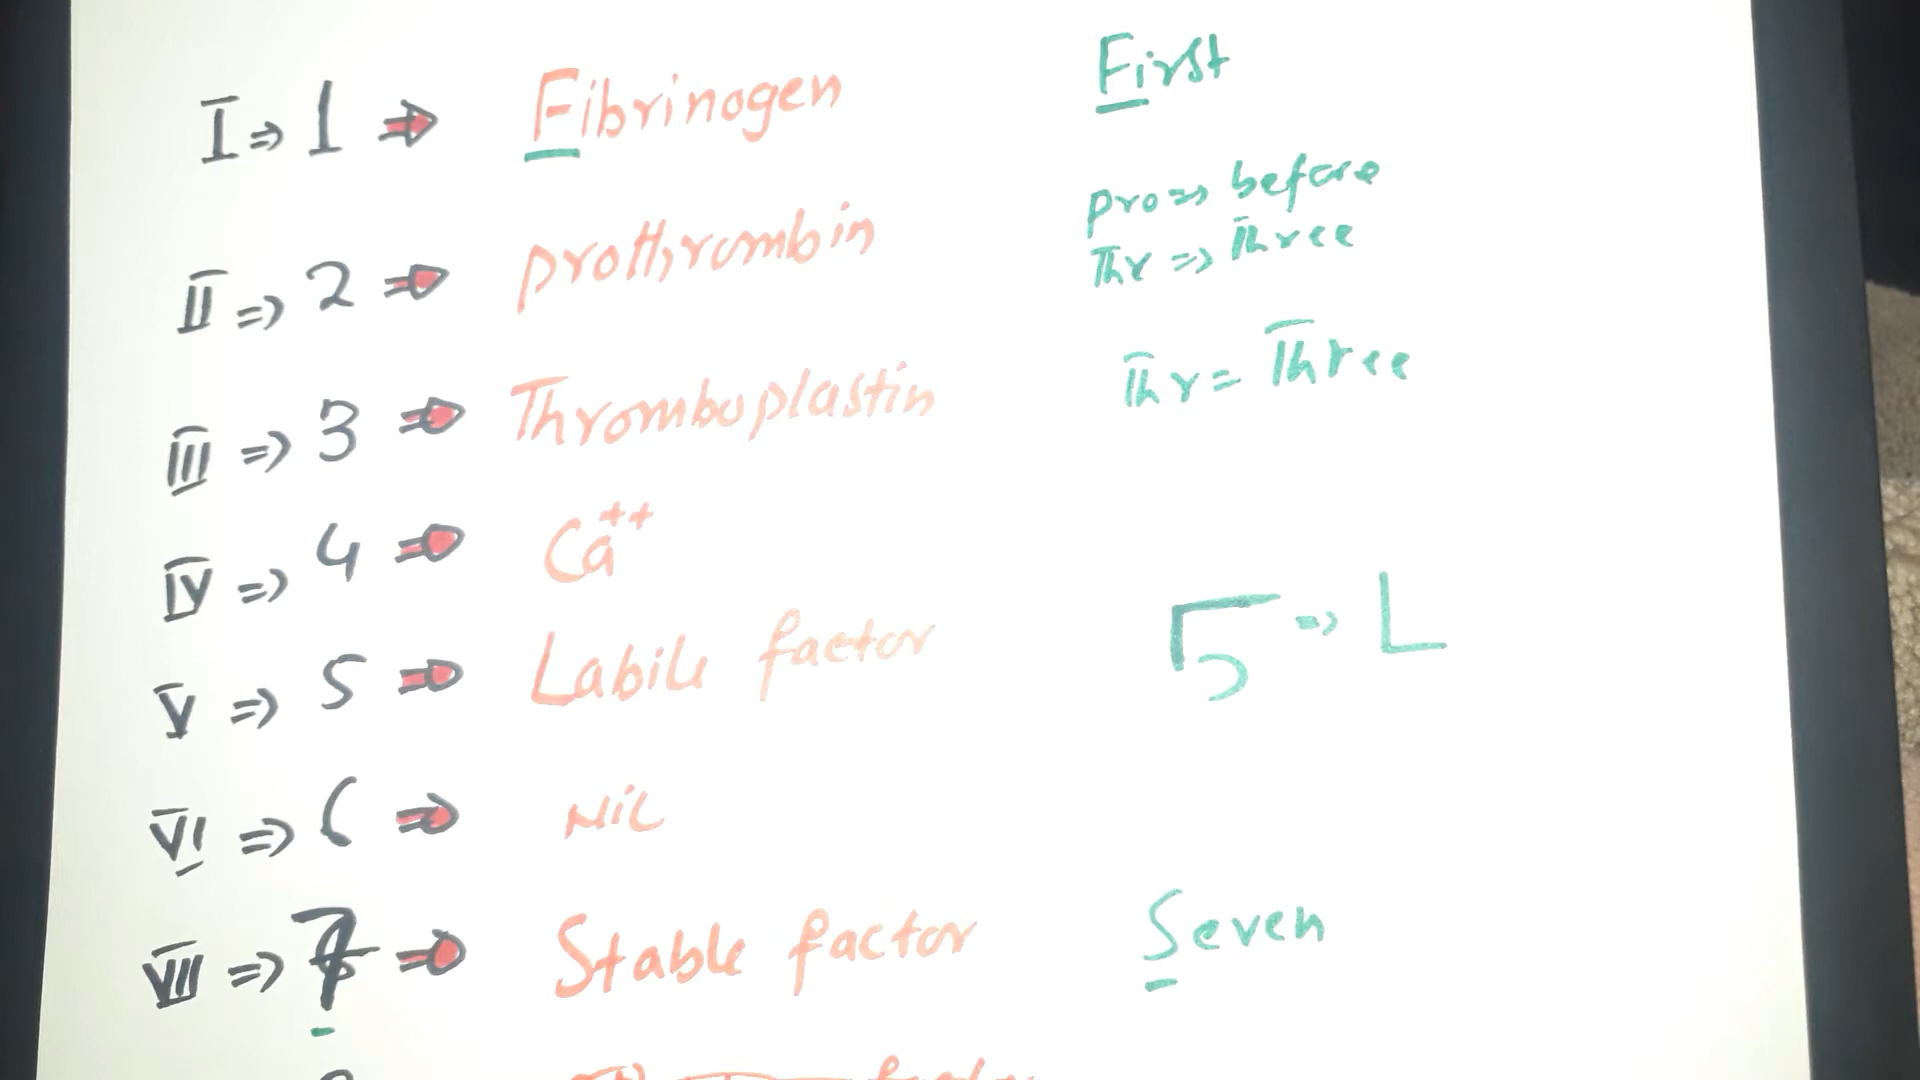 I => 1 => Fibrinogen First
II => 2 => prothrombin pro => before
Thr => Three
III => 3 => Thromboplastin Thr = Three
IV => 4 => Ca++
V => 5 => Labile factor 5 => L
VI => 6 => Nil
VII => 7 => Stable factor Seven